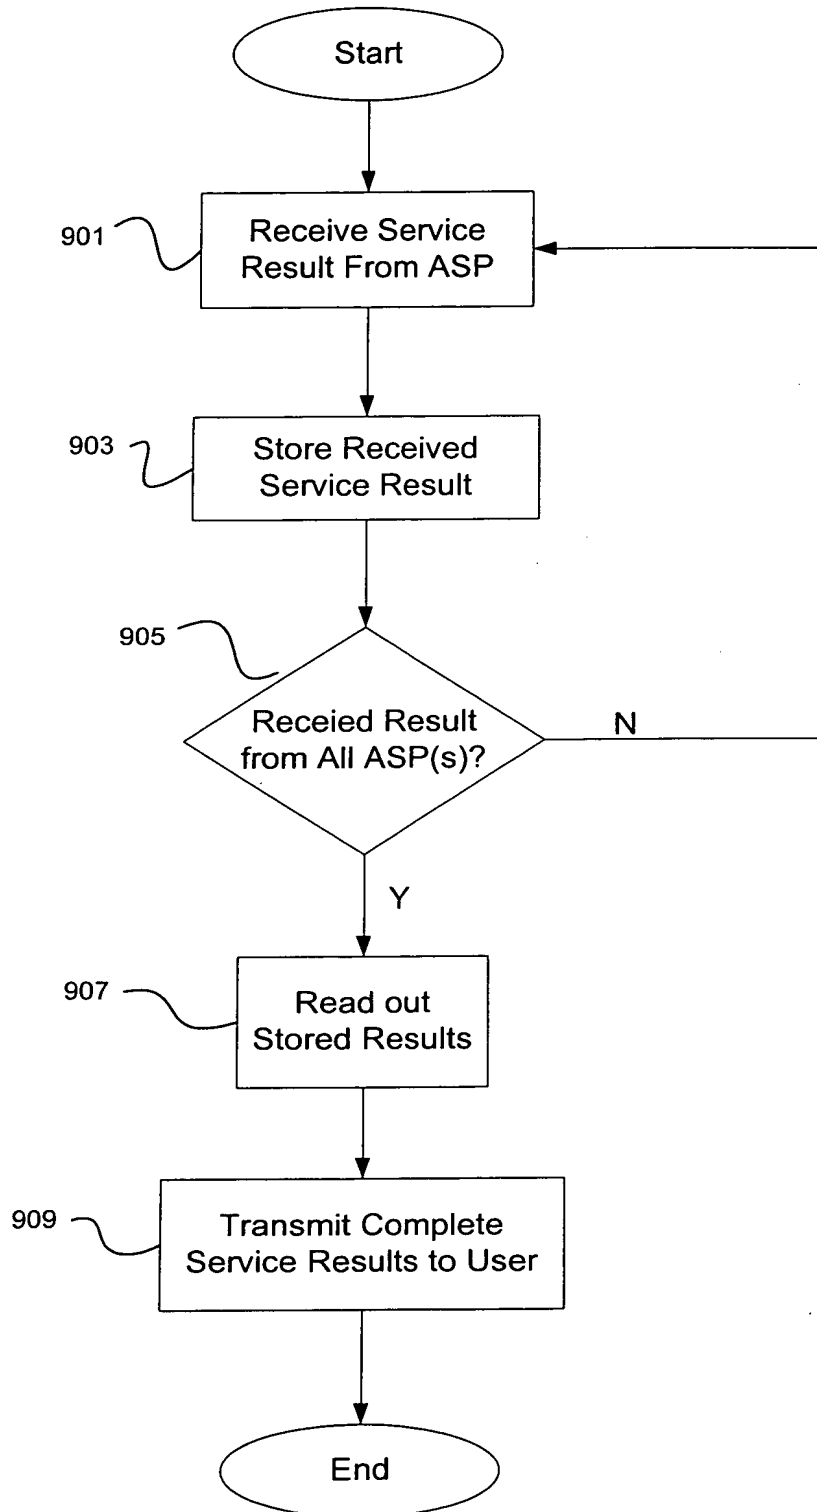 Start
901
Receive Service
Result From ASP
903
Store Received
Service Result
905
Receied Result
from All ASP(s)?
N
Y
907
Read out
Stored Results
909
Transmit Complete
Service Results to User
End